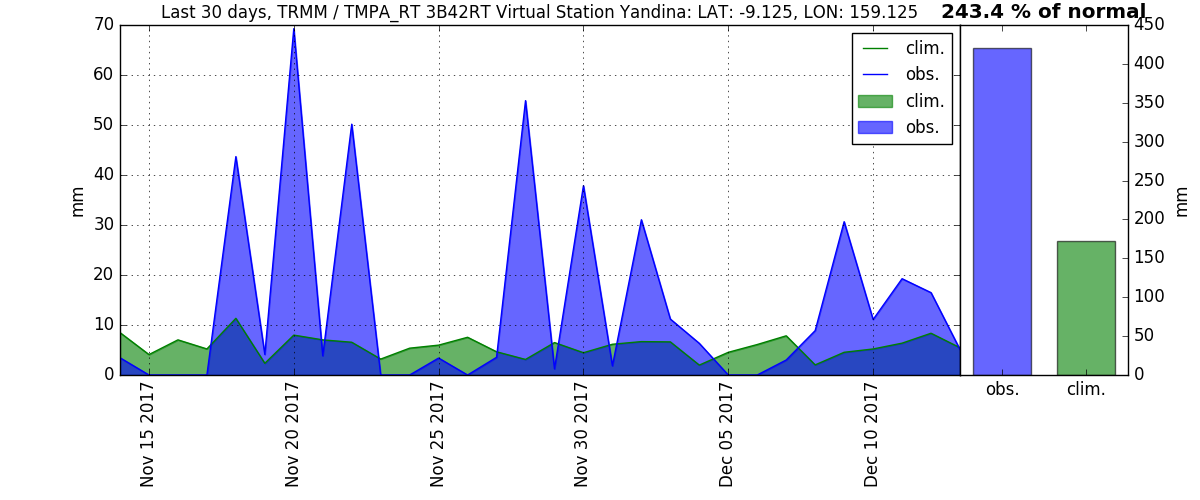 Last 30 days, TRMM / TMPA_RT 3B42RT Virtual Station Yandina: LAT: -9.125, LON: 159.125
243.4 % of normal
70
60
50
40
30
20
10
0
mm
clim.
obs.
clim.
obs.
Nov 15 2017
Nov 20 2017
Nov 25 2017
Nov 30 2017
Dec 05 2017
Dec 10 2017
450
400
350
300
250
200
150
100
50
0
mm
obs.
clim.